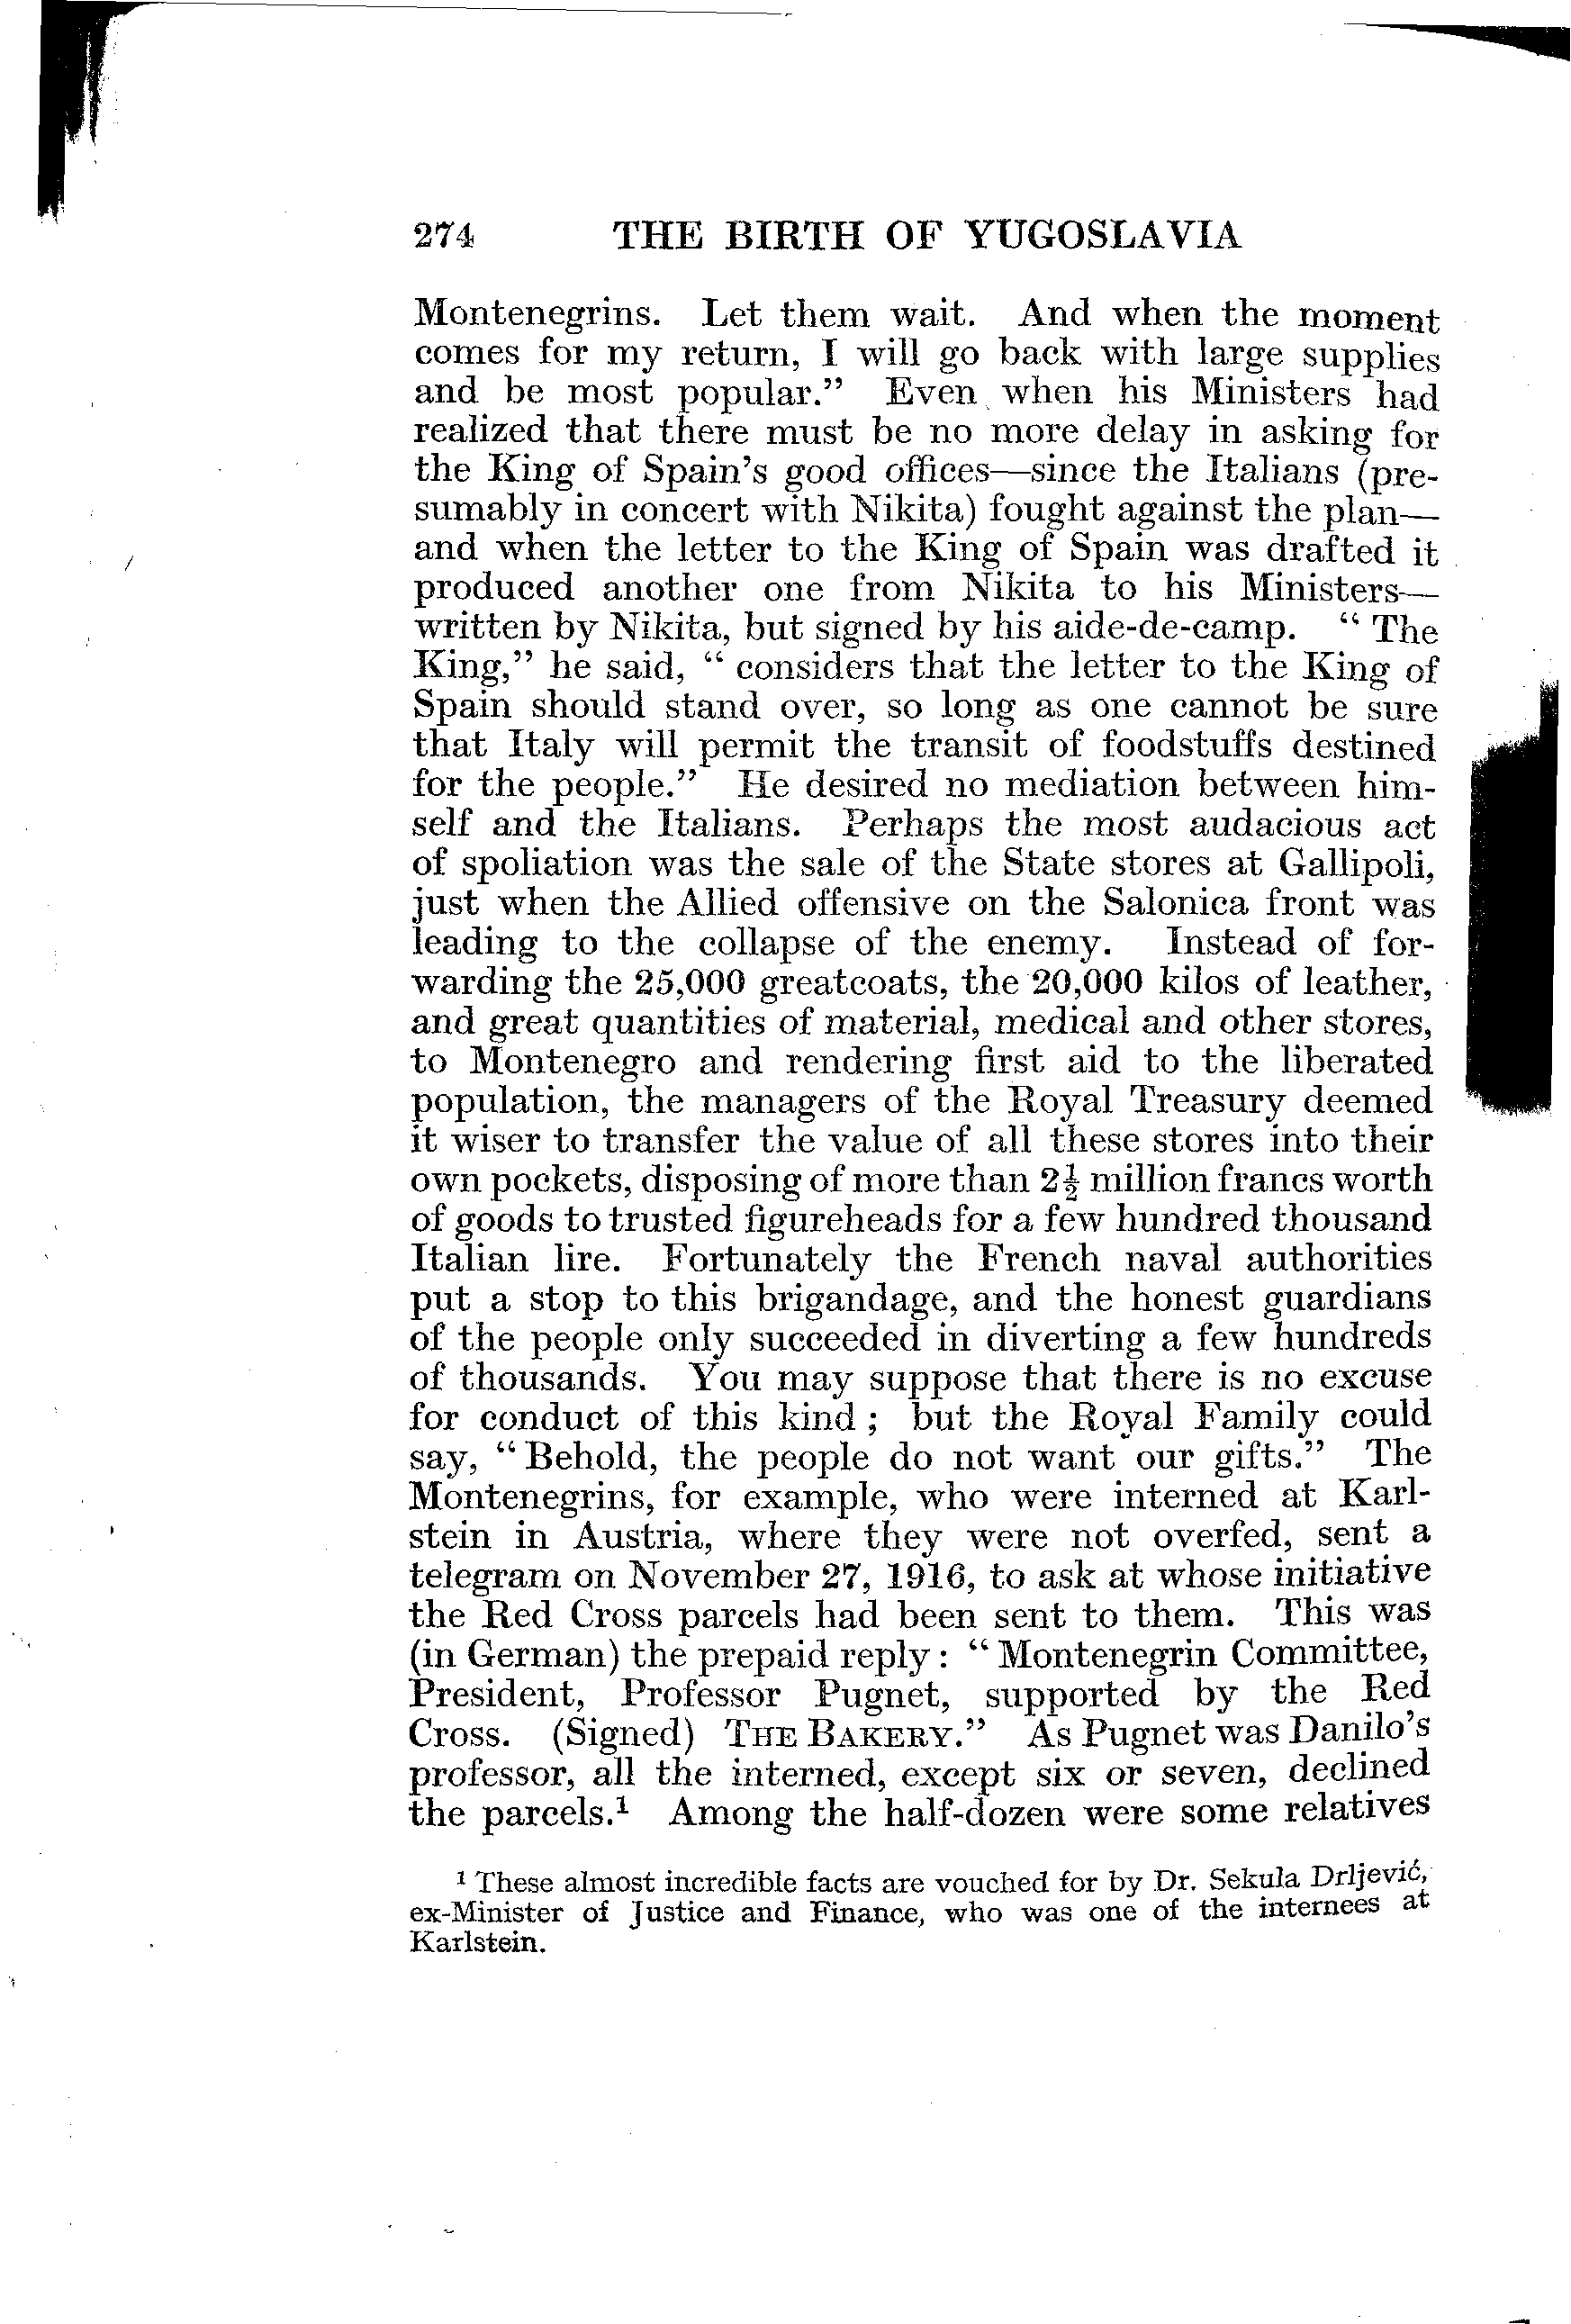 274 THE BIRTH OF YUGOSLAVIA
Montenegrins. Let them wait. And when the moment
comes for my return, I will go back with large supplies
and be most popular.” Even when his Ministers had
realized that there must be no more delay in asking for
the King of Spain's good offices—since the Italians (pre-
sumably in concert with Nikita) fought against the plan—
and when the letter to the King of Spain was drafted it
produced another one from Nikita to his Ministers—
written by Nikita, but signed by his aide-de-camp. “ The
King,” he said, “ considers that the letter to the King of
Spain should stand over, so long as one cannot be sure
that Italy will permit the transit of foodstuffs destined
for the people.” He desired no mediation between him-
self and the Italians. Perhaps the most audacious act
of spoliation was the sale of the State stores at Gallipoli,
just when the Allied offensive on the Salonica front was
leading to the collapse of the enemy. Instead of for-
warding the 25,000 greatcoats, the 20,000 kilos of leather,
and great quantities of material, medical and other stores,
to Montenegro and rendering first aid to the liberated
population, the managers of the Royal Treasury deemed
it wiser to transfer the value of all these stores into their
own pockets, disposing of more than 2½ million francs worth
of goods to trusted figureheads for a few hundred thousand
Italian lire. Fortunately the French naval authorities
put a stop to this brigandage, and the honest guardians
of the people only succeeded in diverting a few hundreds
of thousands. You may suppose that there is no excuse
for conduct of this kind ; but the Royal Family could
say, “ Behold, the people do not want our gifts.” The
Montenegrins, for example, who were interned at Karl-
stein in Austria, where they were not overfed, sent a
telegram on November 27, 1916, to ask at whose initiative
the Red Cross parcels had been sent to them. This was
(in German) the prepaid reply : “ Montenegrin Committee,
President, Professor Pugnet, supported by the Red
Cross. (Signed) THE BAKERY.” As Pugnet was Danilo's
professor, all the interned, except six or seven, declined
the parcels.¹ Among the half-dozen were some relatives
¹ These almost incredible facts are vouched for by Dr. Sekula Drljević,
ex-Minister of Justice and Finance, who was one of the internees at
Karlstein.